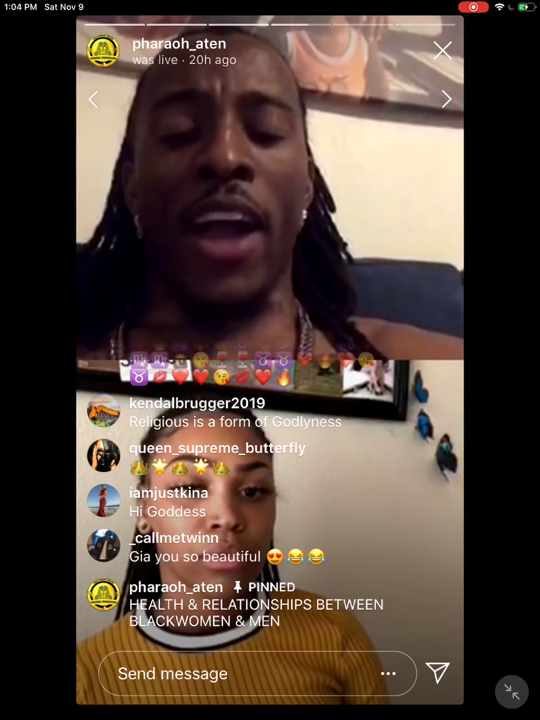 1:04 PM Sat Nov 9
pharaoh_aten
was live · 20h ago
kendalbrugger2019
Religious is a form of Godlyness
queen_supreme_butterfly
iamjustkina
Hi Goddess
_callmetwinn
Gia you so beautiful 😍😂😂
pharaoh_aten 📌 PINNED
HEALTH & RELATIONSHIPS BETWEEN
BLACKWOMEN & MEN
Send message